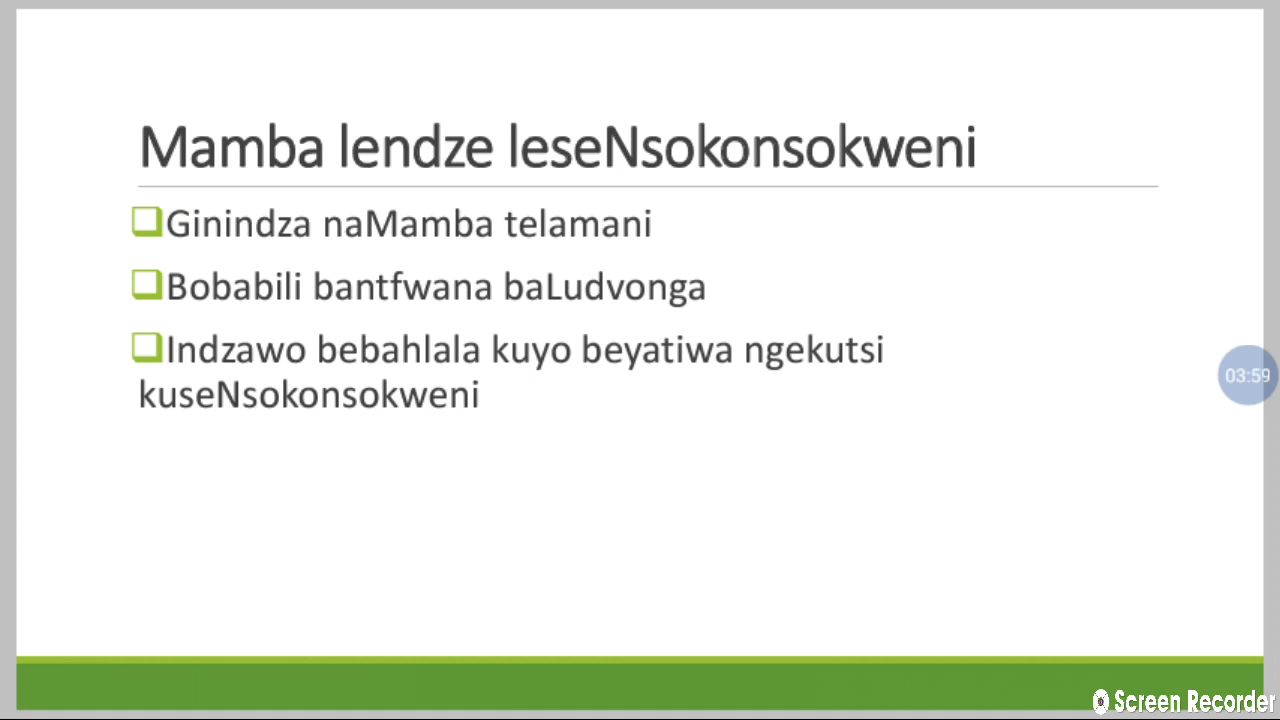 Mamba lendze leseNsokonsokweni
Ginindza naMamba telamani
Bobabili bantfwana baLudvonga
Indzawo bebahlala kuyo beyatiwa ngekutsi
kuseNsokonsokweni
03:59
Screen Recorder